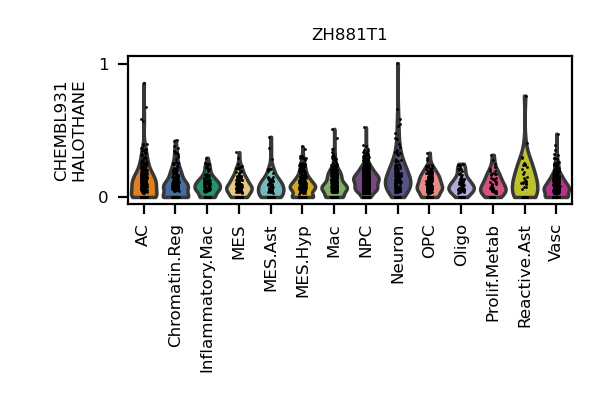 ZH881T1
CHEMBL931
HALOTHANE
1
0
AC
Chromatin.Reg
Inflammatory.Mac
MES
MES.Ast
MES.Hyp
Mac
NPC
Neuron
OPC
Oligo
Prolif.Metab
Reactive.Ast
Vasc